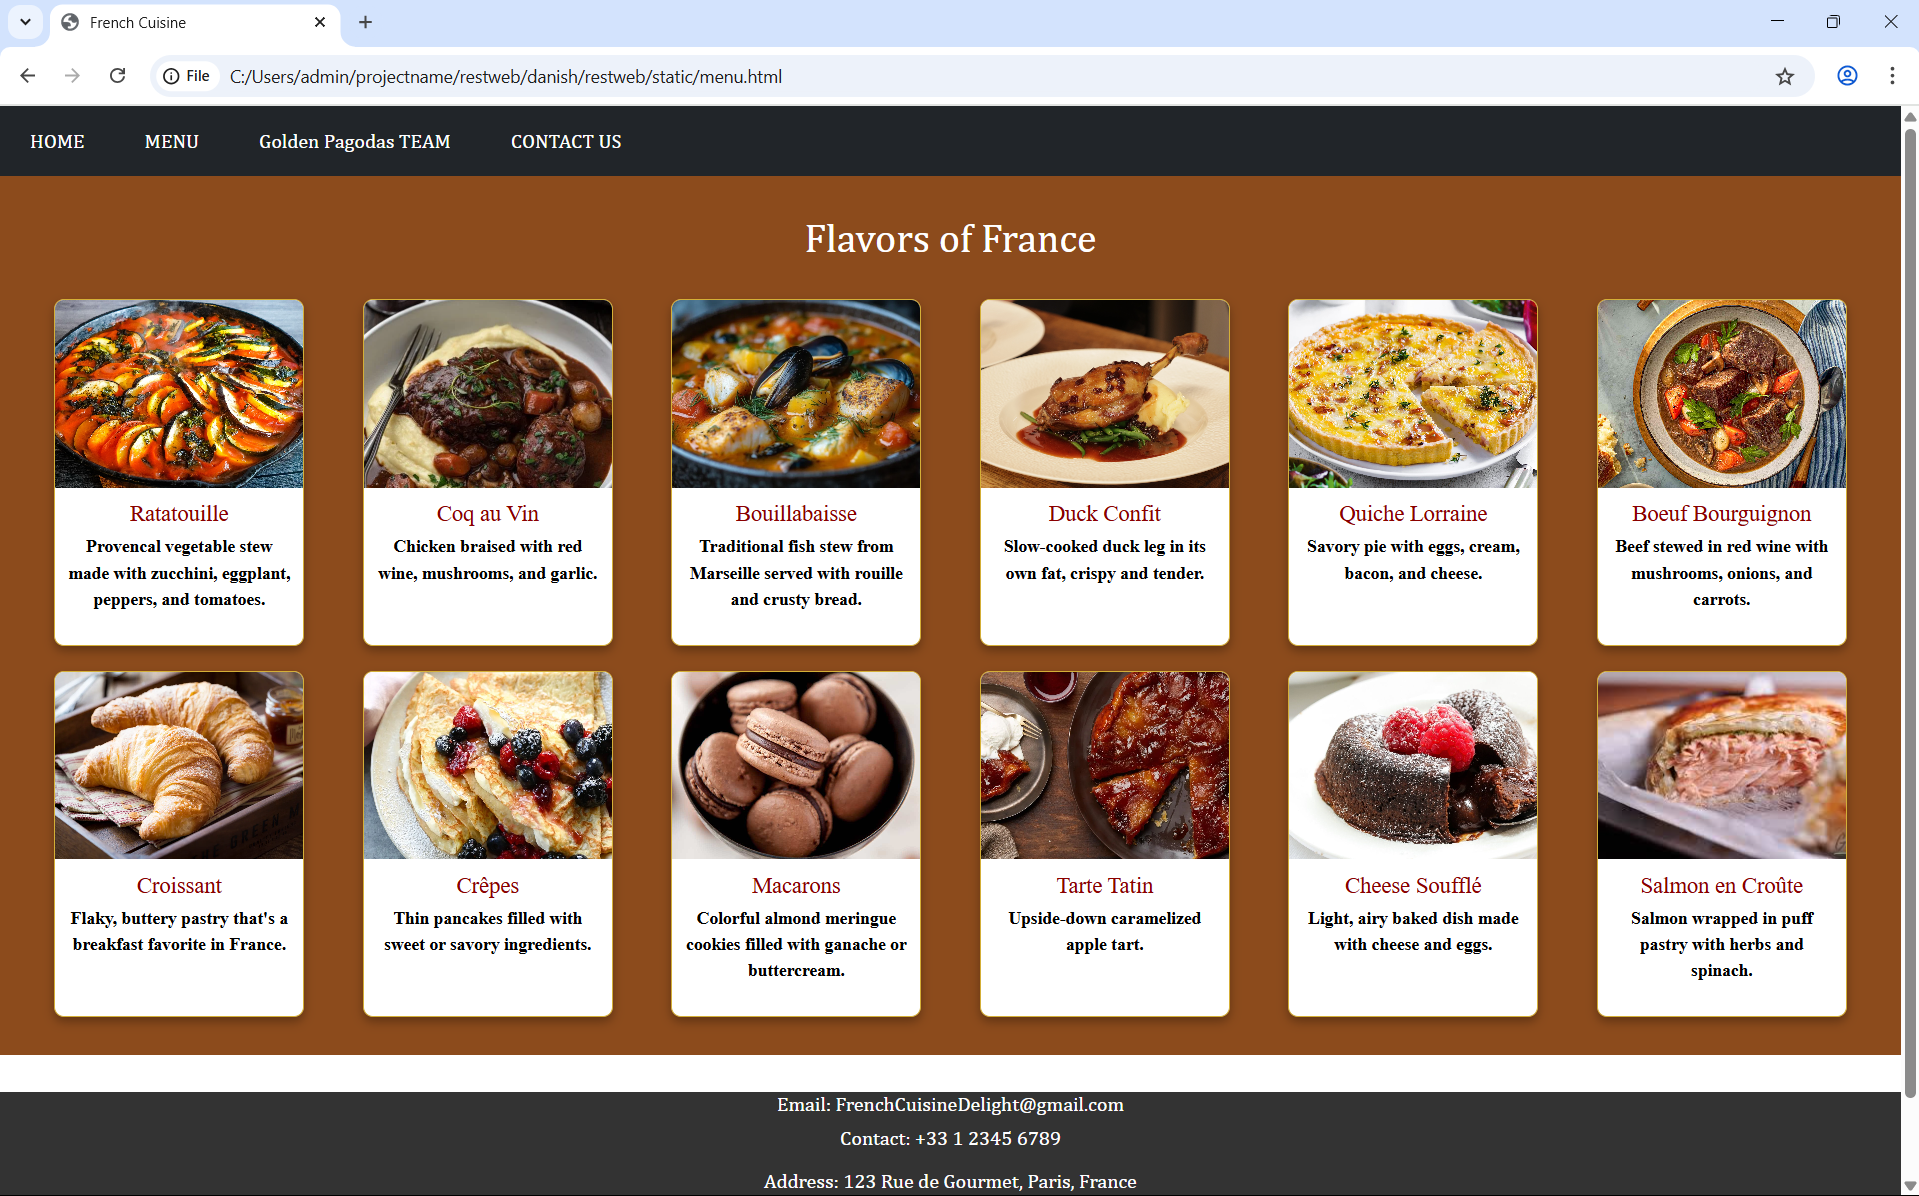 French Cuisine
File
C:/Users/admin/projectname/restweb/danish/restweb/static/menu.html
HOME
MENU
Golden Pagodas TEAM
CONTACT US
Flavors of France
Ratatouille
Provencal vegetable stew
made with zucchini, eggplant,
peppers, and tomatoes.
Coq au Vin
Chicken braised with red
wine, mushrooms, and garlic.
Bouillabaisse
Traditional fish stew from
Marseille served with rouille
and crusty bread.
Duck Confit
Slow-cooked duck leg in its
own fat, crispy and tender.
Quiche Lorraine
Savory pie with eggs, cream,
bacon, and cheese.
Boeuf Bourguignon
Beef stewed in red wine with
mushrooms, onions, and
carrots.
Croissant
Flaky, buttery pastry that's a
breakfast favorite in France.
Crêpes
Thin pancakes filled with
sweet or savory ingredients.
Macarons
Colorful almond meringue
cookies filled with ganache or
buttercream.
Tarte Tatin
Upside-down caramelized
apple tart.
Cheese Soufflé
Light, airy baked dish made
with cheese and eggs.
Salmon en Croûte
Salmon wrapped in puff
pastry with herbs and
spinach.
Email: FrenchCuisineDelight@gmail.com
Contact: +33 1 2345 6789
Address: 123 Rue de Gourmet, Paris, France